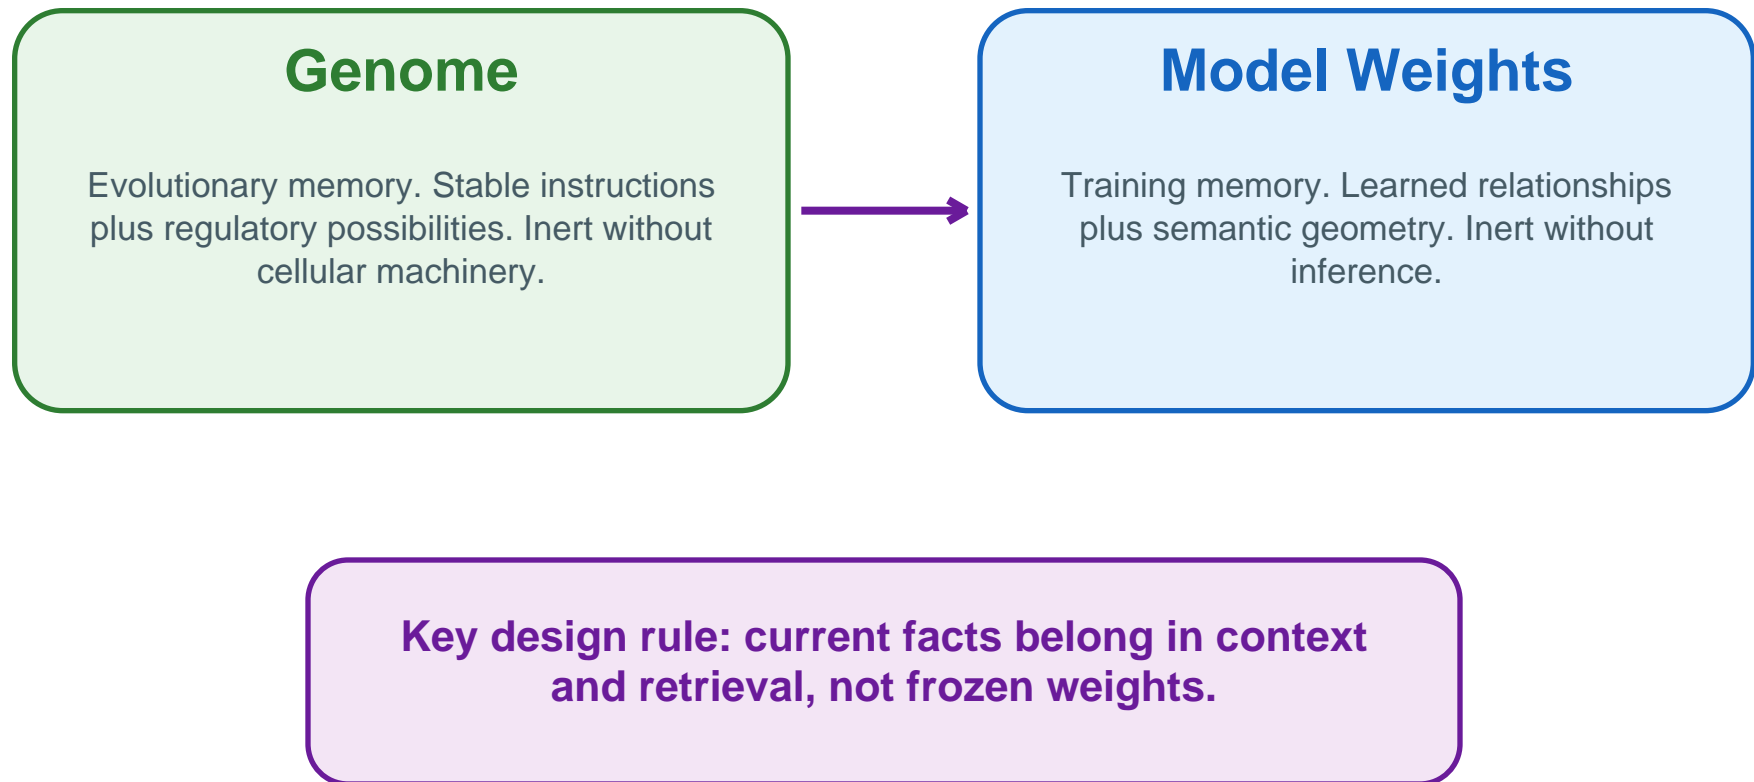 Genome
Evolutionary memory. Stable instructions
plus regulatory possibilities. Inert without
cellular machinery.
Model Weights
Training memory. Learned relationships
plus semantic geometry. Inert without
inference.
Key design rule: current facts belong in context
and retrieval, not frozen weights.